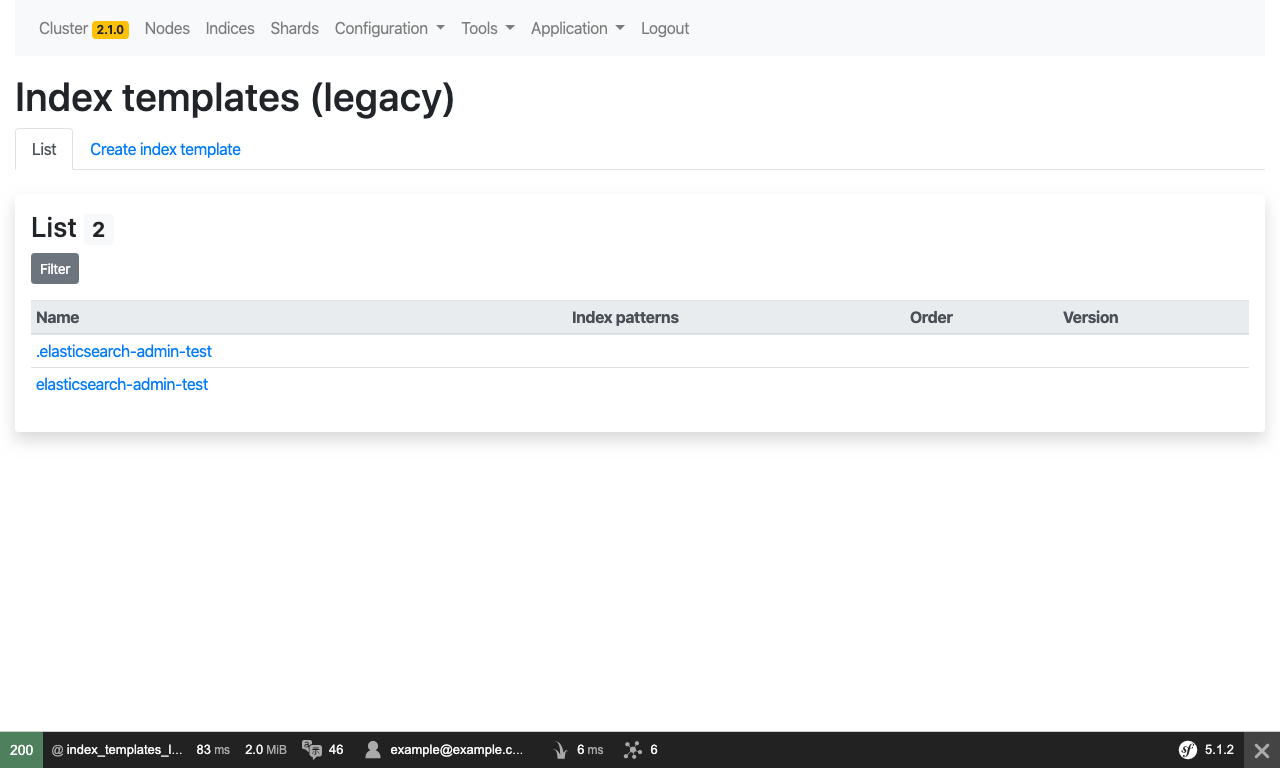 Cluster 2.1.0 Nodes Indices Shards Configuration Tools Application Logout
Index templates (legacy)
List Create index template
List 2
Filter
Name Index patterns Order Version
.elasticsearch-admin-test
elasticsearch-admin-test
200 @ index_templates_l... 83 ms 2.0 MiB 46 example@example.c... 6 ms 6 sf 5.1.2